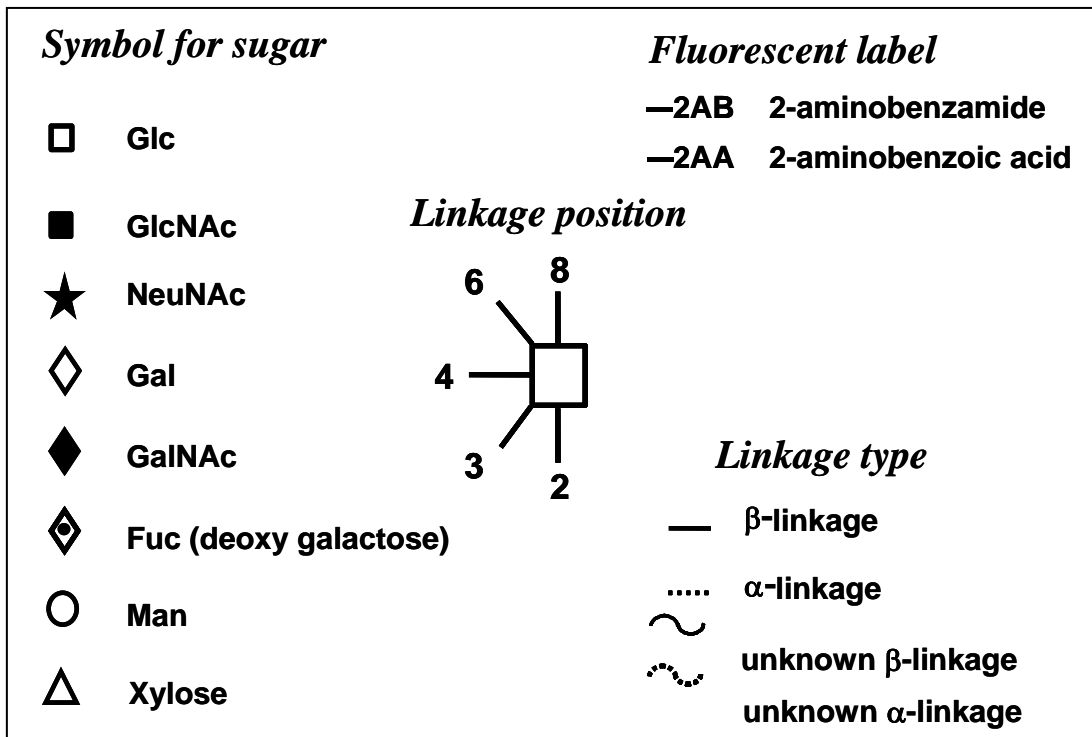 Symbol for sugar
Glc
GlcNAc
NeuNAc
Gal
GalNAc
Fuc (deoxy galactose)
Man
Xylose
Fluorescent label
—2AB 2-aminobenzamide
—2AA 2-aminobenzoic acid
Linkage position
6
8
4
3
2
Linkage type
β-linkage
α-linkage
unknown β-linkage
unknown α-linkage